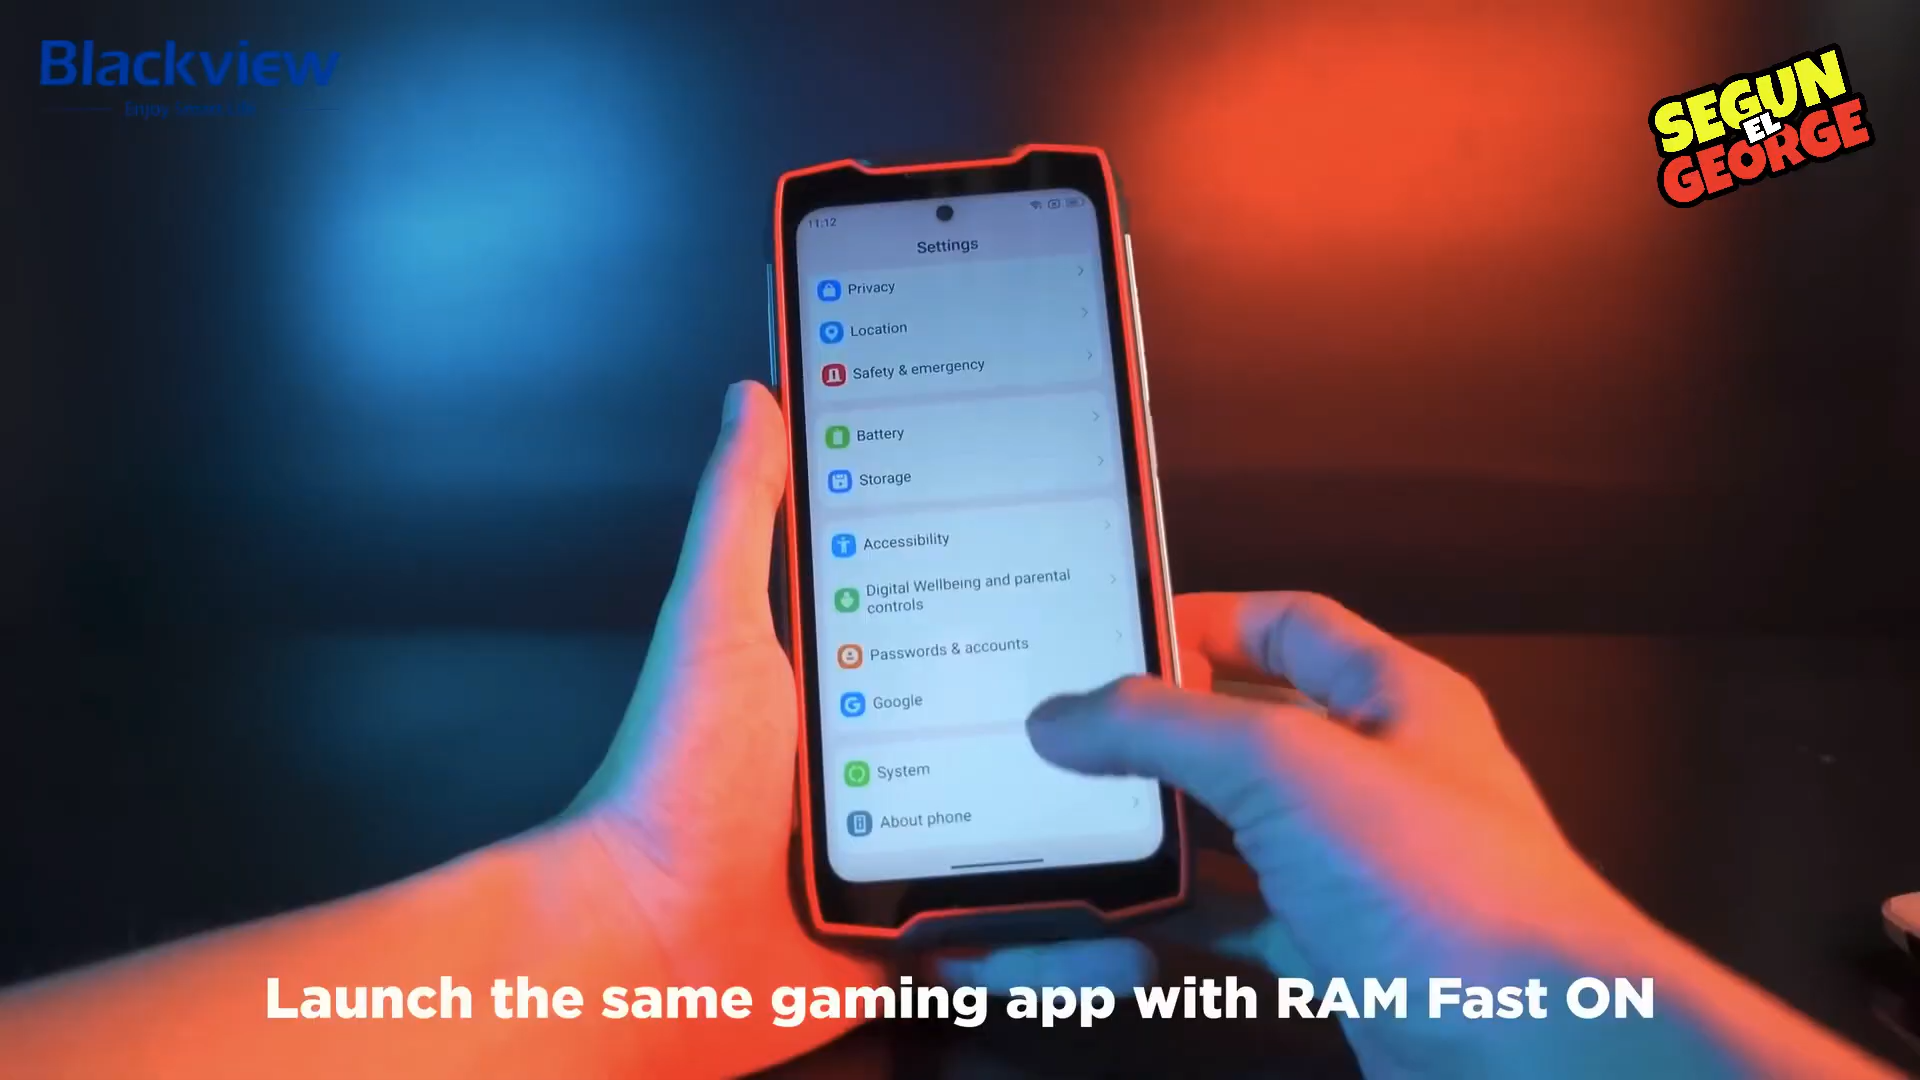 Blackview
SEGUN
EL
GEORGE
11:12
Settings
Privacy
Location
Safety & emergency
Battery
Storage
Accessibility
Digital Wellbeing and parental
controls
Passwords & accounts
Google
System
About phone
Launch the same gaming app with RAM Fast ON